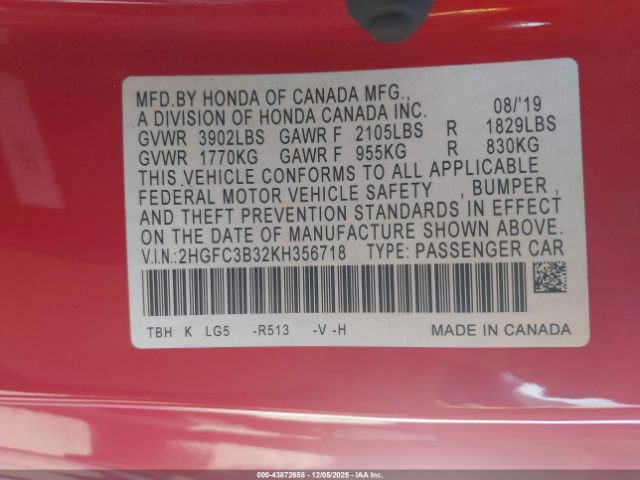 MFD.BY HONDA OF CANADA MFG.,
A DIVISION OF HONDA CANADA INC. 08/'19
GVWR 3902LBS GAWR F 2105LBS R 1829LBS
GVWR 1770KG GAWR F 955KG R 830KG
THIS VEHICLE CONFORMS TO ALL APPLICABLE
FEDERAL MOTOR VEHICLE SAFETY , BUMPER ,
AND THEFT PREVENTION STANDARDS IN EFFECT
ON THE DATE OF MANUFACTURE SHOWN ABOVE.
V.I.N.:2HGFC3B32KH356718 TYPE: PASSENGER CAR
TBH K LG5 -R513 -V -H MADE IN CANADA
000 -43872658 - 12/05/2025 - IAA Inc.